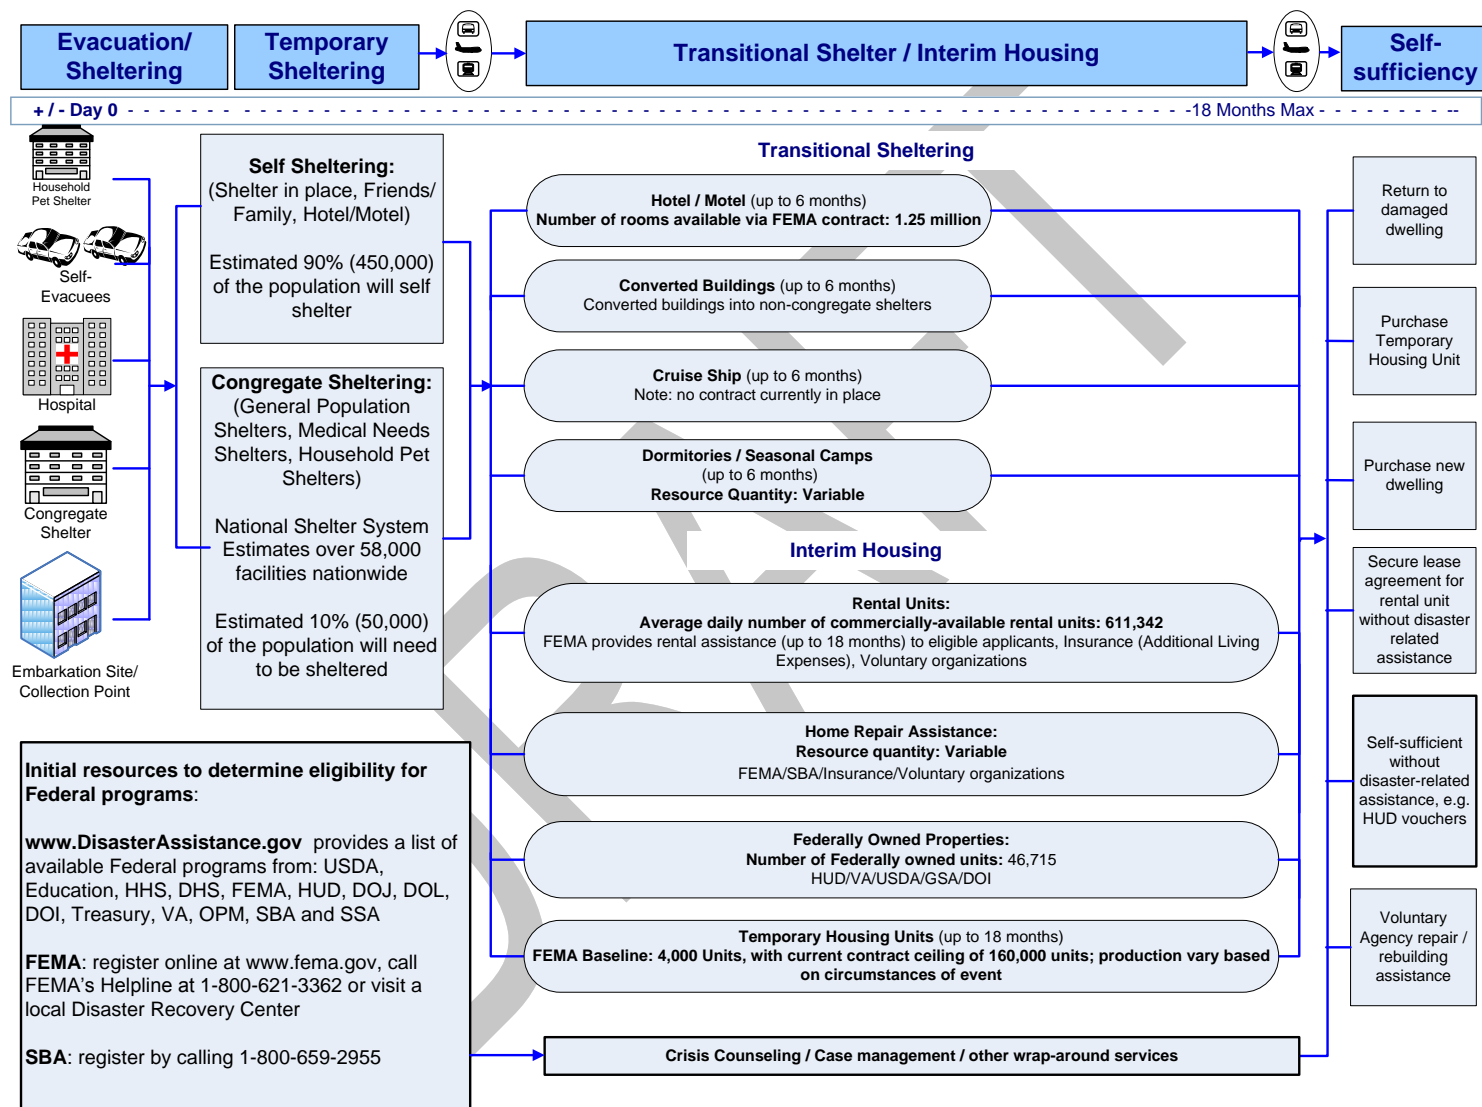 Evacuation/
Sheltering
Temporary
Sheltering
Transitional Shelter / Interim Housing
Self-
sufficiency
+ / - Day 0 - - - - - - - - - - - - - - - - - - - - - - - - - - - - - - - - - - - - - - - - - - - - - - - - - - - - - - - - - - - - - -18 Months Max - - - - - - - - --
Household
Pet Shelter
Self-
Evacuees
Hospital
Congregate
Shelter
Embarkation Site/
Collection Point
Self Sheltering:
(Shelter in place, Friends/
Family, Hotel/Motel)
Estimated 90% (450,000)
of the population will self
shelter
Congregate Sheltering:
(General Population
Shelters, Medical Needs
Shelters, Household Pet
Shelters)
National Shelter System
Estimates over 58,000
facilities nationwide
Estimated 10% (50,000)
of the population will need
to be sheltered
Initial resources to determine eligibility for
Federal programs:
www.DisasterAssistance.gov provides a list of
available Federal programs from: USDA,
Education, HHS, DHS, FEMA, HUD, DOJ, DOL,
DOI, Treasury, VA, OPM, SBA and SSA
FEMA: register online at www.fema.gov, call
FEMA's Helpline at 1-800-621-3362 or visit a
local Disaster Recovery Center
SBA: register by calling 1-800-659-2955
Transitional Sheltering
Hotel / Motel (up to 6 months)
Number of rooms available via FEMA contract: 1.25 million
Converted Buildings (up to 6 months)
Converted buildings into non-congregate shelters
Cruise Ship (up to 6 months)
Note: no contract currently in place
Dormitories / Seasonal Camps
(up to 6 months)
Resource Quantity: Variable
Interim Housing
Rental Units:
Average daily number of commercially-available rental units: 611,342
FEMA provides rental assistance (up to 18 months) to eligible applicants, Insurance (Additional Living
Expenses), Voluntary organizations
Home Repair Assistance:
Resource quantity: Variable
FEMA/SBA/Insurance/Voluntary organizations
Federally Owned Properties:
Number of Federally owned units: 46,715
HUD/VA/USDA/GSA/DOI
Temporary Housing Units (up to 18 months)
FEMA Baseline: 4,000 Units, with current contract ceiling of 160,000 units; production vary based
on circumstances of event
Crisis Counseling / Case management / other wrap-around services
Return to
damaged
dwelling
Purchase
Temporary
Housing Unit
Purchase new
dwelling
Secure lease
agreement for
rental unit
without disaster
related
assistance
Self-sufficient
without
disaster-related
assistance, e.g.
HUD vouchers
Voluntary
Agency repair /
rebuilding
assistance
DRAFT